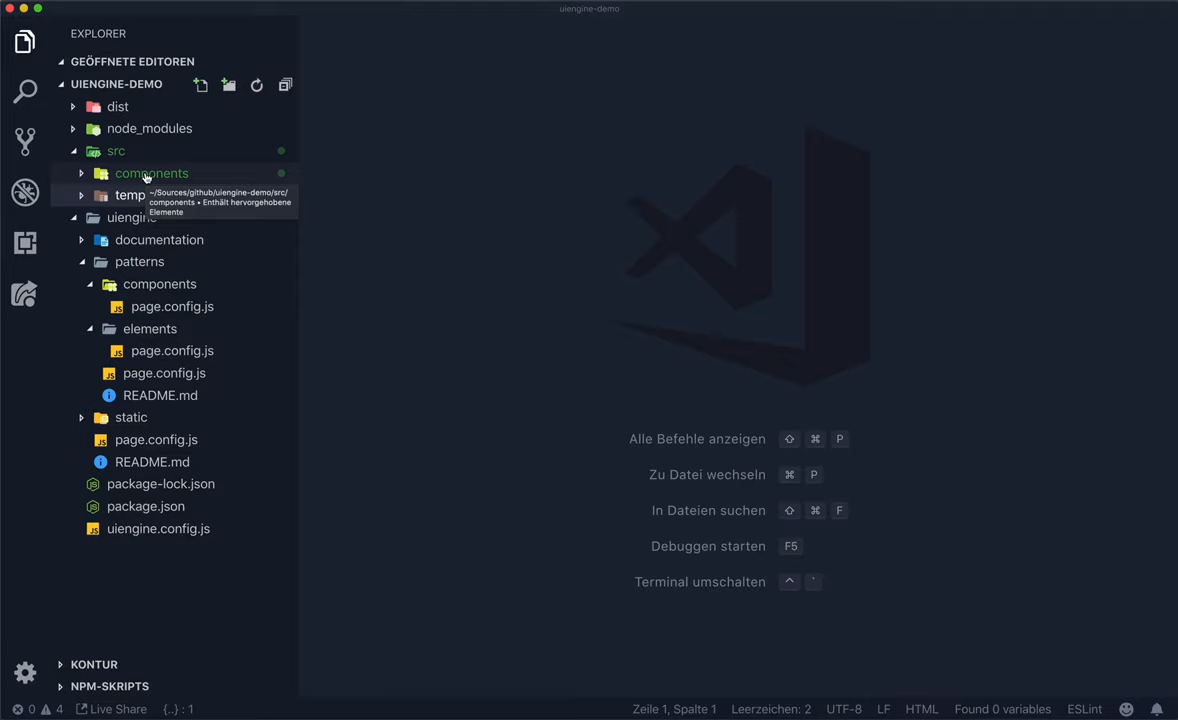 uiengine-demo
EXPLORER
GEÖFFNETE EDITOREN
UIENGINE-DEMO
dist
node_modules
src
components
temp
~/Sources/github/uiengine-demo/src/
components • Enthält hervorgehobene
Elemente
uiengine
documentation
patterns
components
page.config.js
elements
page.config.js
page.config.js
README.md
static
page.config.js
README.md
package-lock.json
package.json
uiengine.config.js
Alle Befehle anzeigen ⇧ ⌘ P
Zu Datei wechseln ⌘ P
In Dateien suchen ⇧ ⌘ F
Debuggen starten F5
Terminal umschalten ^ `
KONTUR
NPM-SKRIPTS
0 4 Live Share {..} : 1 Zeile 1, Spalte 1 Leerzeichen: 2 UTF-8 LF HTML Found 0 variables ESLint